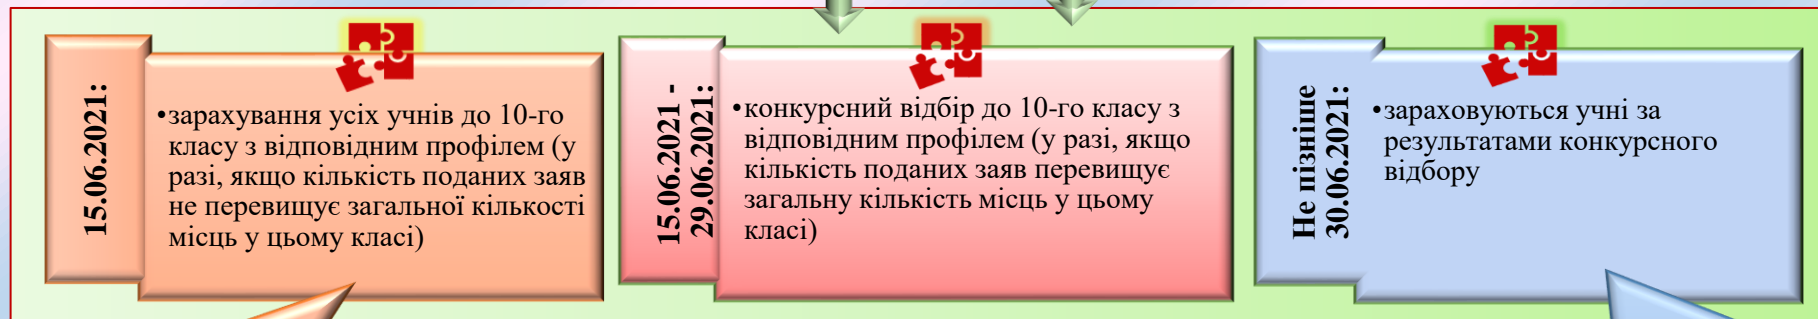 15.06.2021:
•зарахування усіх учнів до 10-го
класу з відповідним профілем (у
разі, якщо кількість поданих заяв
не перевищує загальної кількості
місць у цьому класі)
15.06.2021 -
29.06.2021:
•конкурсний відбір до 10-го класу з
відповідним профілем (у разі, якщо
кількість поданих заяв перевищує
загальну кількість місць у цьому
класі)
Не пізніше
30.06.2021:
•зараховуються учні за
результатами конкурсного
відбору